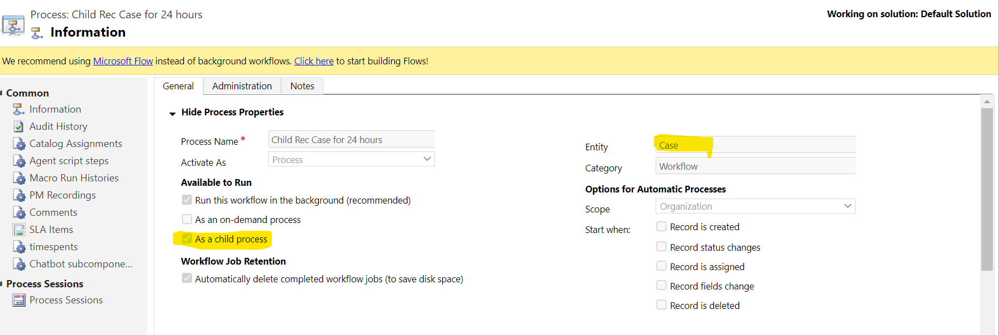 Process: Child Rec Case for 24 hours
Information
Working on solution: Default Solution
We recommend using Microsoft Flow instead of background workflows. Click here to start building Flows!
Common
Information
Audit History
Catalog Assignments
Agent script steps
Macro Run Histories
PM Recordings
Comments
SLA Items
timespents
Chatbot subcompone...
Process Sessions
Process Sessions
General Administration Notes
Hide Process Properties
Process Name * Child Rec Case for 24 hours
Activate As Process
Available to Run
Run this workflow in the background (recommended)
As an on-demand process
As a child process
Workflow Job Retention
Automatically delete completed workflow jobs (to save disk space)
Entity Case
Category Workflow
Options for Automatic Processes
Scope Organization
Start when: Record is created
Record status changes
Record is assigned
Record fields change
Record is deleted